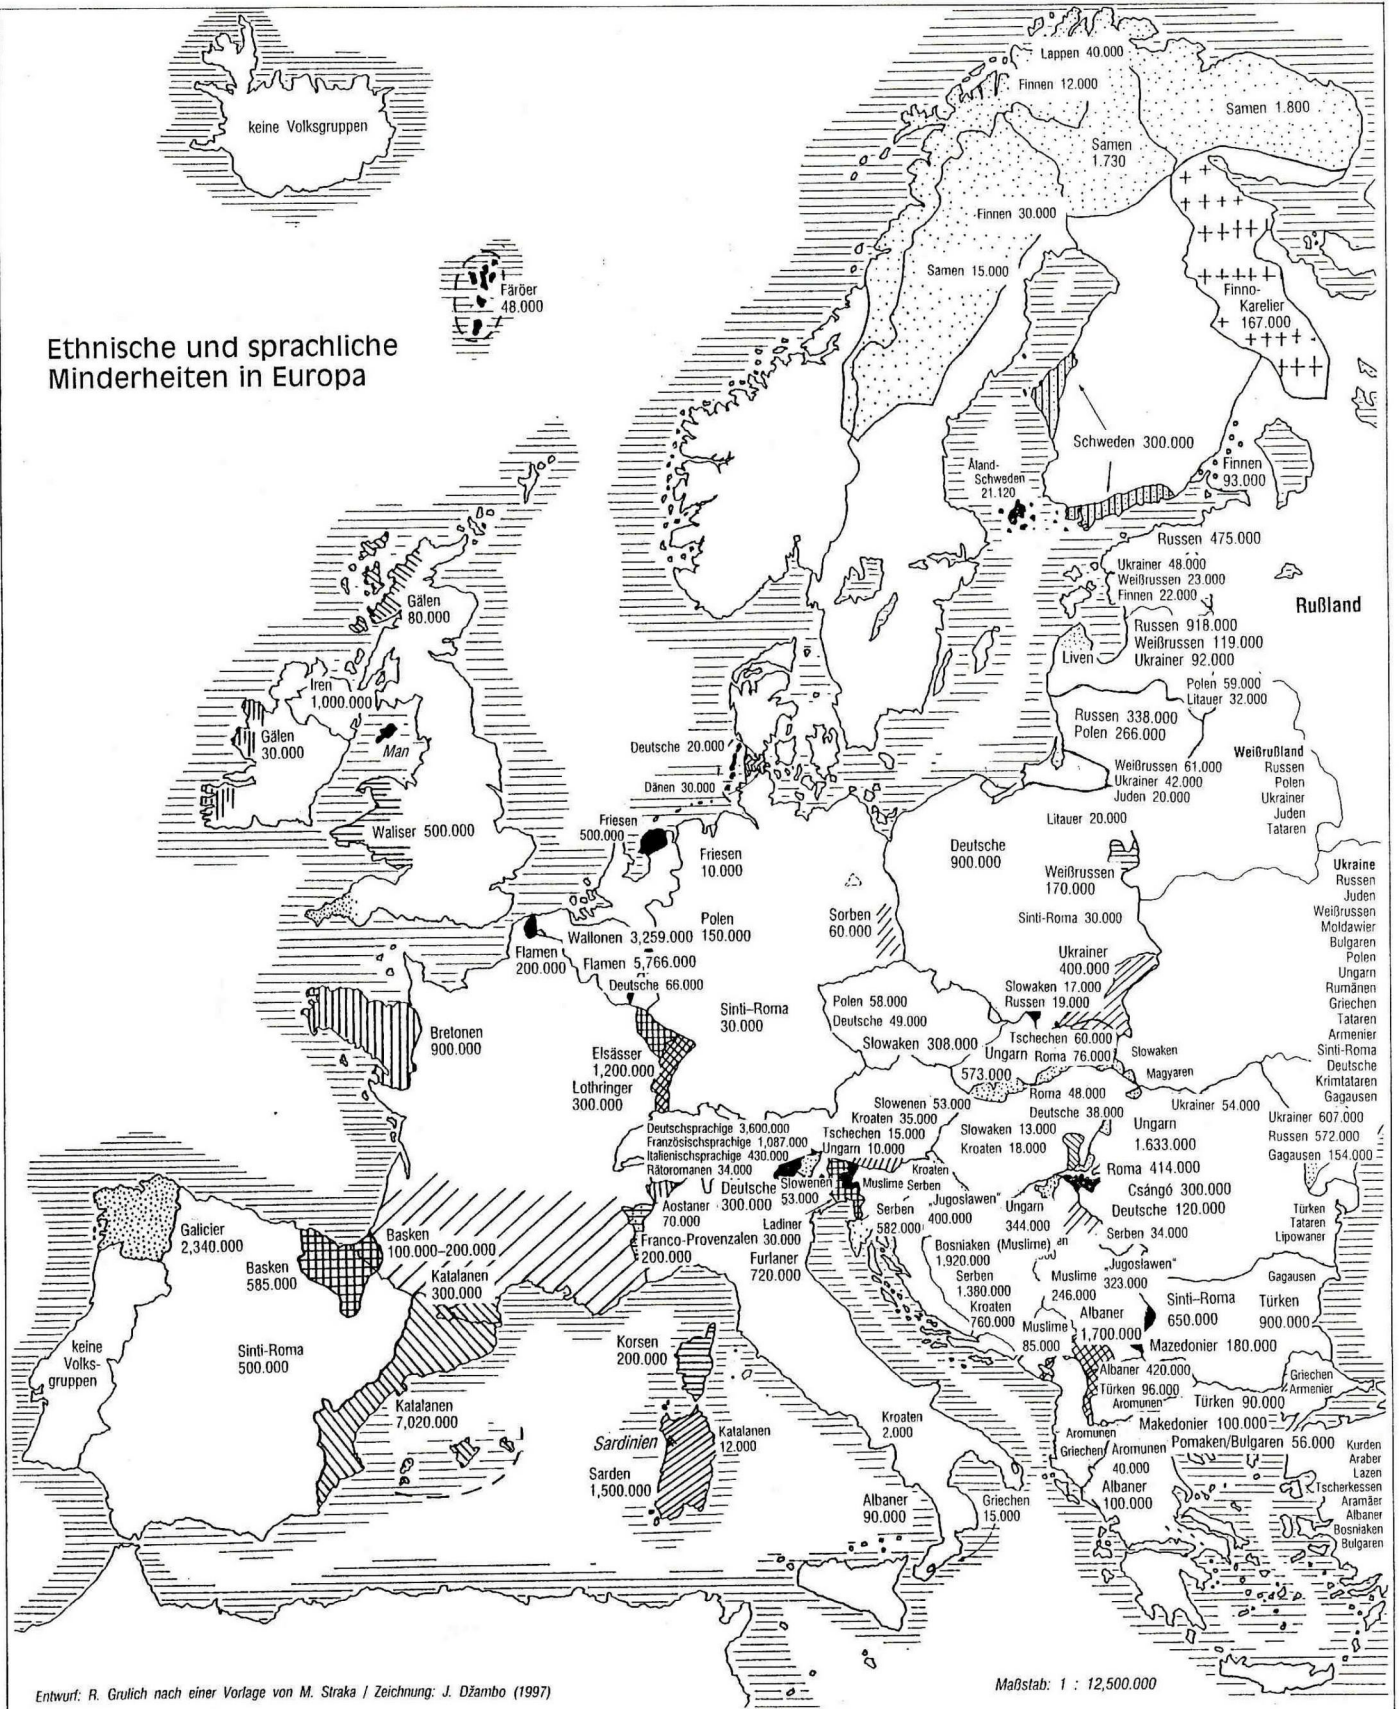 Ethnische und sprachliche
Minderheiten in Europa
keine Volksgruppen
Färöer
48.000
Lappen 40.000
Finnen 12.000
Samen 1.800
Samen
1.730
Finnen 30.000
Samen 15.000
Finno-
Karelier
167.000
Schweden 300.000
Finnen
93.000
Åland-
Schweden
21.120
Russen 475.000
Ukrainer 48.000
Weißrussen 23.000
Finnen 22.000
Rußland
Russen 918.000
Weißrussen 119.000
Ukrainer 92.000
Liven
Polen 59.000
Litauer 32.000
Russen 338.000
Polen 266.000
Weißrussen 61.000
Ukrainer 42.000
Juden 20.000
Weißrußland
Russen
Polen
Ukrainer
Juden
Tataren
Gälen
80.000
Iren
1,000.000
Gälen
30.000
Man
Waliser 500.000
Deutsche 20.000
Dänen 30.000
Friesen
500.000
Friesen
10.000
Litauer 20.000
Deutsche
900.000
Weißrussen
170.000
Sinti-Roma 30.000
Ukrainer
400.000
Slowaken 17.000
Russen 19.000
Ukraine
Russen
Juden
Weißrussen
Moldawier
Bulgaren
Polen
Ungarn
Rumänen
Griechen
Tataren
Armenier
Sinti-Roma
Deutsche
Krimtataren
Gagausen
Polen
150.000
Sorben
60.000
Wallonen 3,259.000
Flamen
200.000
Flamen 5,766.000
Deutsche 66.000
Sinti–Roma
30.000
Polen 58.000
Deutsche 49.000
Slowaken 308.000
Tschechen 60.000
Ungarn Roma 76.000
573.000
Slowaken
Magyaren
Bretonen
900.000
Elsässer
1,200.000
Lothringer
300.000
Roma 48.000
Deutsche 38.000
Slowaken 13.000
Kroaten 18.000
Ukrainer 54.000
Ungarn
1.633.000
Roma 414.000
Csángó 300.000
Deutsche 120.000
Serben 34.000
Ukrainer 607.000
Russen 572.000
Gagausen 154.000
Türken
Tataren
Lipowaner
Slowenen 53.000
Kroaten 35.000
Tschechen 15.000
Ungarn 10.000
Deutschsprachige 3,600.000
Französischsprachige 1,087.000
Italienischsprachige 430.000
Rätoromanen 34.000
Deutsche
300.000
Slowenen
53.000
Kroaten
Muslime Serben
Aostaner
70.000
Franco-Provenzalen
200.000
Ladiner
30.000
Furlaner
720.000
Serben
582.000
„Jugoslawen"
400.000
Ungarn
344.000
Bosniaken (Muslime)
1,920.000
Serben
1.380.000
Kroaten
760.000
Muslime
246.000
„Jugoslawen"
323.000
Muslime
85.000
Albaner
1,700.000
Sinti–Roma
650.000
Gagausen
Türken
900.000
Mazedonier 180.000
Albaner 420.000
Türken 96.000
Aromunen
Griechen
Armenier
Türken 90.000
Makedonier 100.000
Pomaken/Bulgaren 56.000
Aromunen
Griechen
Aromunen
40.000
Albaner
100.000
Kurden
Araber
Lazen
Tscherkessen
Aramäer
Albaner
Bosniaken
Bulgaren
Galicier
2,340.000
Basken
585.000
Basken
100.000–200.000
Katalanen
300.000
keine
Volks-
gruppen
Sinti-Roma
500.000
Katalanen
7,020.000
Korsen
200.000
Sardinien
Katalanen
12.000
Sarden
1,500.000
Kroaten
2.000
Albaner
90.000
Griechen
15.000
Entwurf: R. Grulich nach einer Vorlage von M. Straka / Zeichnung: J. Džambo (1997)
Maßstab: 1 : 12,500.000